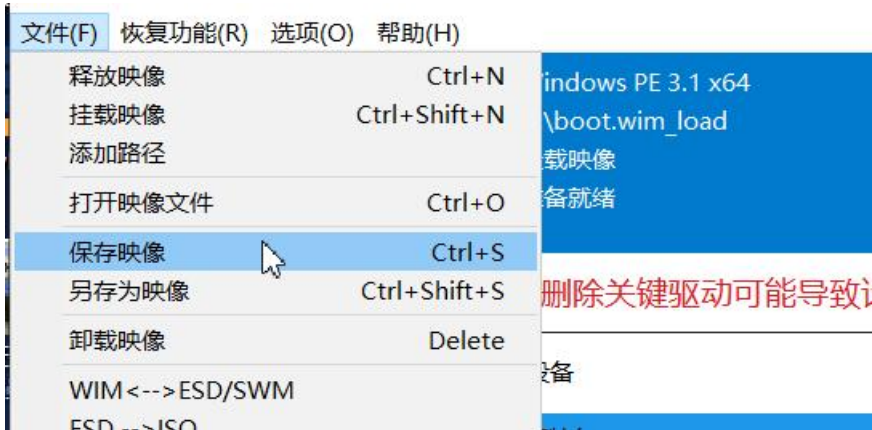 文件(F) 恢复功能(R) 选项(O) 帮助(H)
释放映像 Ctrl+N
挂载映像 Ctrl+Shift+N
添加路径
打开映像文件 Ctrl+O
保存映像 Ctrl+S
另存为映像 Ctrl+Shift+S
卸载映像 Delete
WIM<-->ESD/SWM
ESD-->ISO
indows PE 3.1 x64
\boot.wim_load
载映像
备就绪
删除关键驱动可能导致
设备